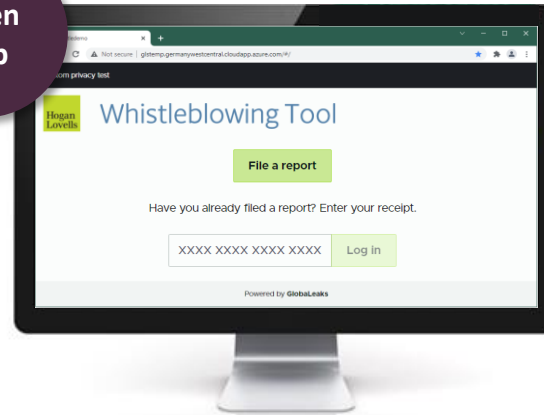 en
p
Not secure | glstemp.germanywestcentral.cloudapp.azure.com/#/
om privacy test
Hogan
Lovells
Whistleblowing Tool
File a report
Have you already filed a report? Enter your receipt.
XXXX XXXX XXXX XXXX
Log in
Powered by GlobaLeaks